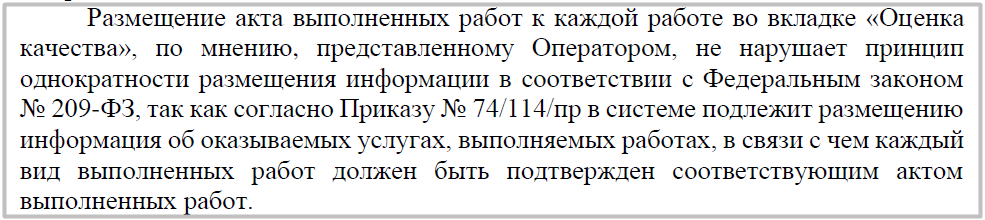 Размещение акта выполненных работ к каждой работе во вкладке «Оценка
качества», по мнению, представленному Оператором, не нарушает принцип
однократности размещения информации в соответствии с Федеральным законом
№ 209-ФЗ, так как согласно Приказу № 74/114/пр в системе подлежит размещению
информация об оказываемых услугах, выполняемых работах, в связи с чем каждый
вид выполненных работ должен быть подтвержден соответствующим актом
выполненных работ.